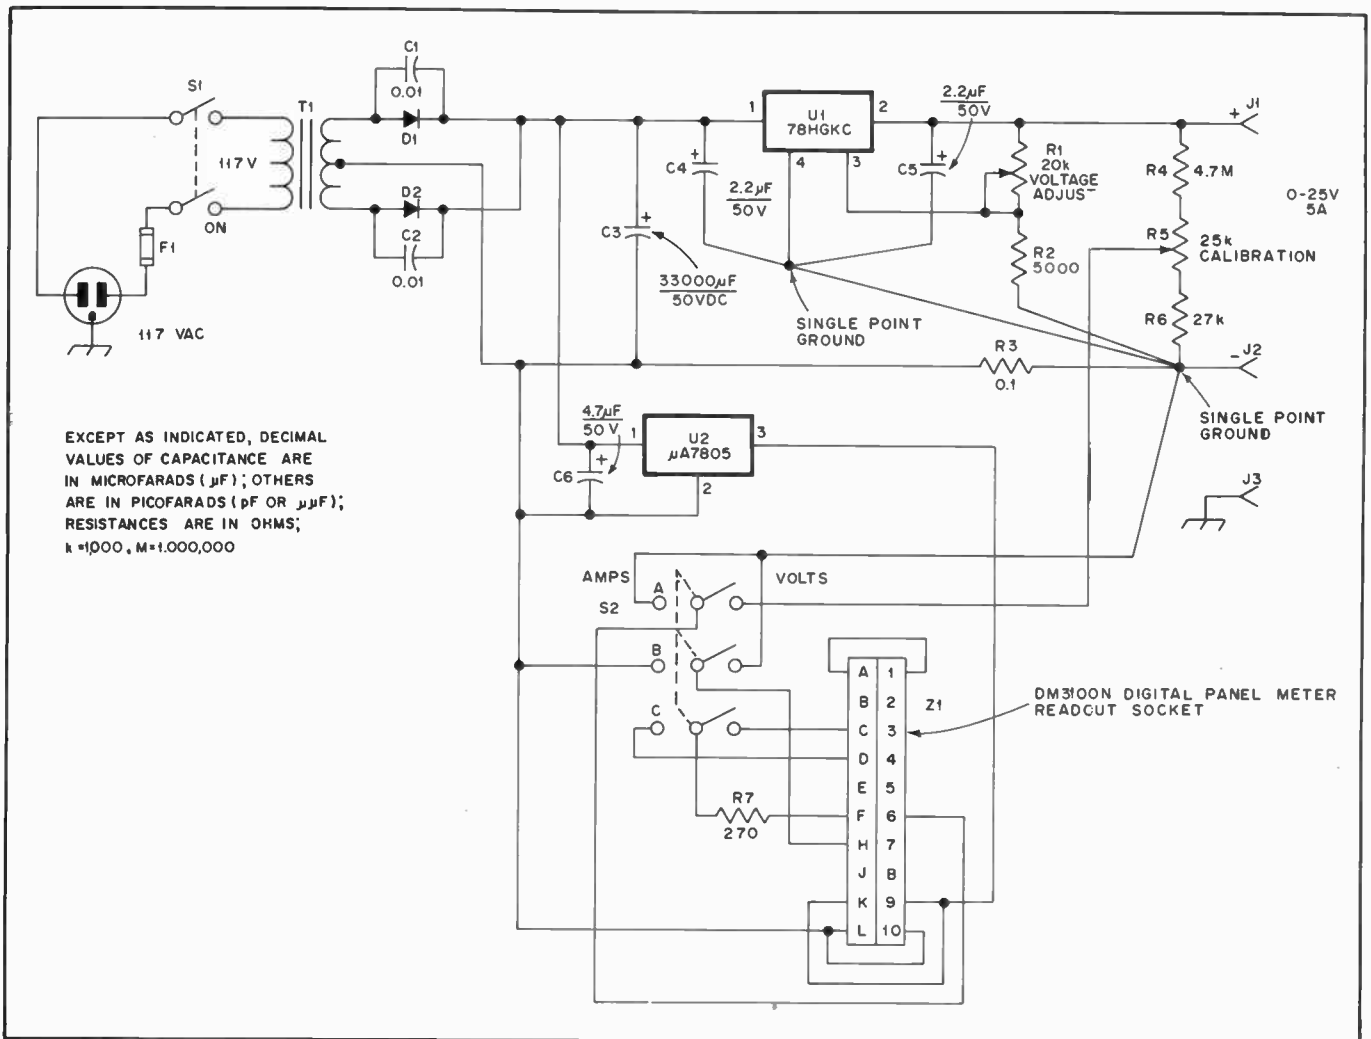 C1
0.01
D1
S1
T1
117V
ON
F1
D2
C2
0.01
117 VAC
1
U1
78HGKC
2
4
3
2.2µF
50V
C4
2.2µF
50V
C5
C3
33000µF
50VDC
SINGLE POINT
GROUND
R1
20k
VOLTAGE
ADJUST
R2
5000
R4
4.7M
R5
25k
CALIBRATION
R6
27k
J1
0-25V
5A
R3
0.1
J2
SINGLE POINT
GROUND
J3
4.7µF
50V
C6
1
U2
µA7805
3
2
EXCEPT AS INDICATED, DECIMAL
VALUES OF CAPACITANCE ARE
IN MICROFARADS (µF); OTHERS
ARE IN PICOFARADS (pF OR µµF);
RESISTANCES ARE IN OHMS;
k=1000, M=1.000,000
AMPS
A
VOLTS
S2
B
C
R7
270
A 1
B 2
C 3
D 4
E 5
F 6
H 7
J B
K 9
L 10
Z1
DM3100N DIGITAL PANEL METER
READOUT SOCKET